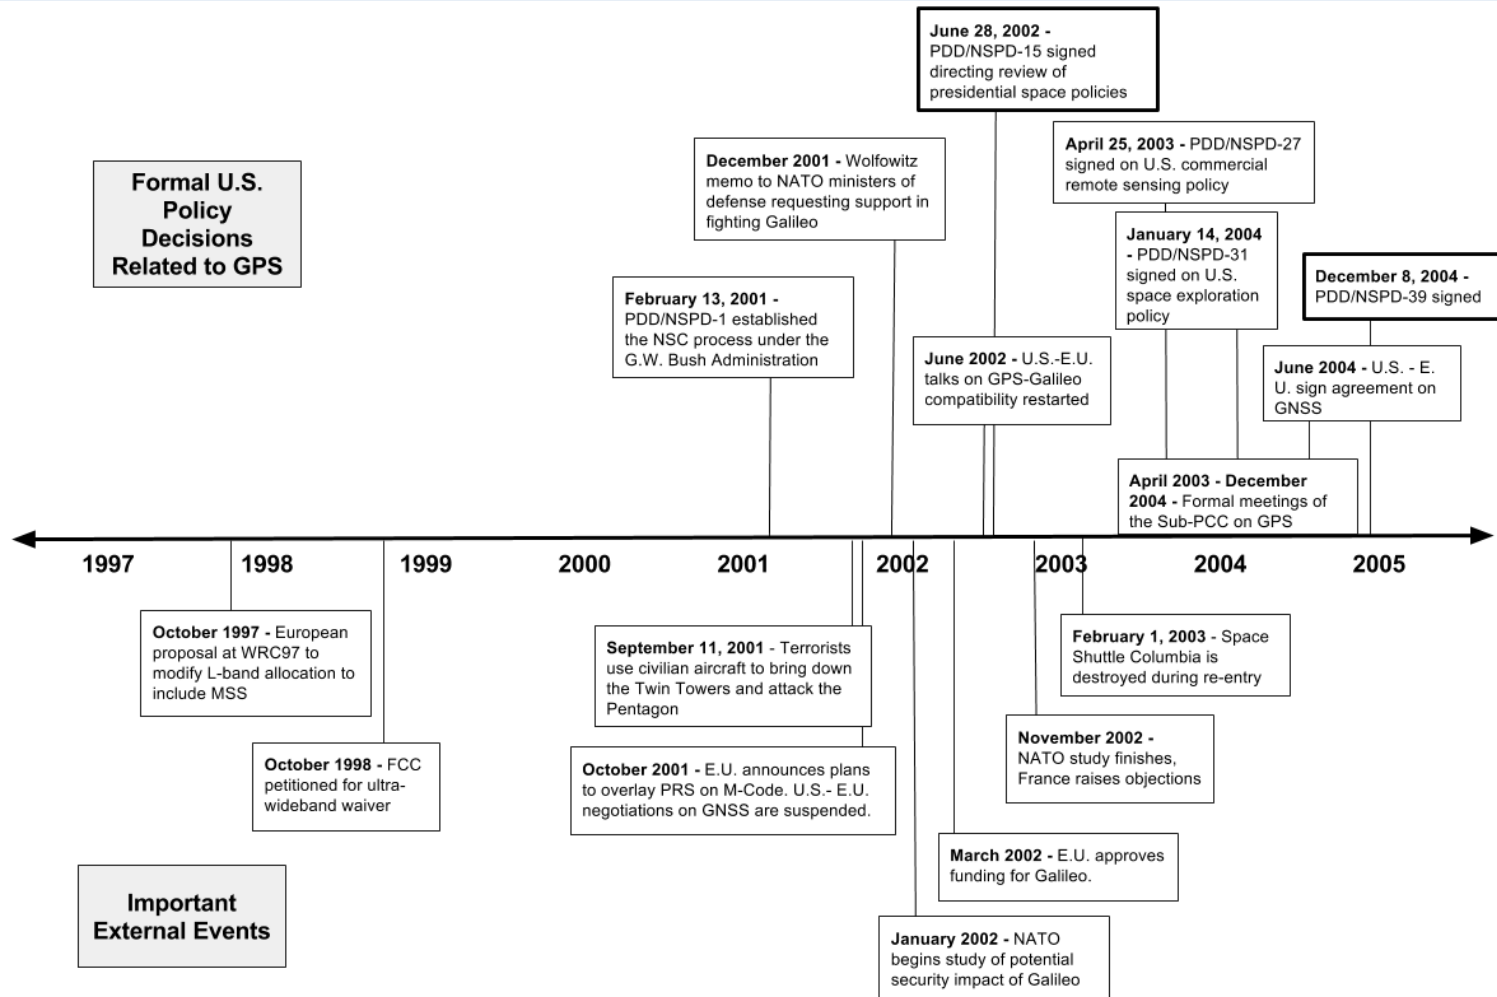 June 28, 2002 -
PDD/NSPD-15 signed
directing review of
presidential space policies
April 25, 2003 - PDD/NSPD-27
signed on U.S. commercial
remote sensing policy
December 2001 - Wolfowitz
memo to NATO ministers of
defense requesting support in
fighting Galileo
Formal U.S.
Policy
Decisions
Related to GPS
January 14, 2004
- PDD/NSPD-31
signed on U.S.
space exploration
policy
December 8, 2004 -
PDD/NSPD-39 signed
February 13, 2001 -
PDD/NSPD-1 established
the NSC process under the
G.W. Bush Administration
June 2002 - U.S.-E.U.
talks on GPS-Galileo
compatibility restarted
June 2004 - U.S. - E.
U. sign agreement on
GNSS
April 2003 - December
2004 - Formal meetings of
the Sub-PCC on GPS
1997 1998 1999 2000 2001 2002 2003 2004 2005
October 1997 - European
proposal at WRC97 to
modify L-band allocation to
include MSS
September 11, 2001 - Terrorists
use civilian aircraft to bring down
the Twin Towers and attack the
Pentagon
February 1, 2003 - Space
Shuttle Columbia is
destroyed during re-entry
October 1998 - FCC
petitioned for ultra-
wideband waiver
October 2001 - E.U. announces plans
to overlay PRS on M-Code. U.S.- E.U.
negotiations on GNSS are suspended.
November 2002 -
NATO study finishes,
France raises objections
March 2002 - E.U. approves
funding for Galileo.
Important
External Events
January 2002 - NATO
begins study of potential
security impact of Galileo